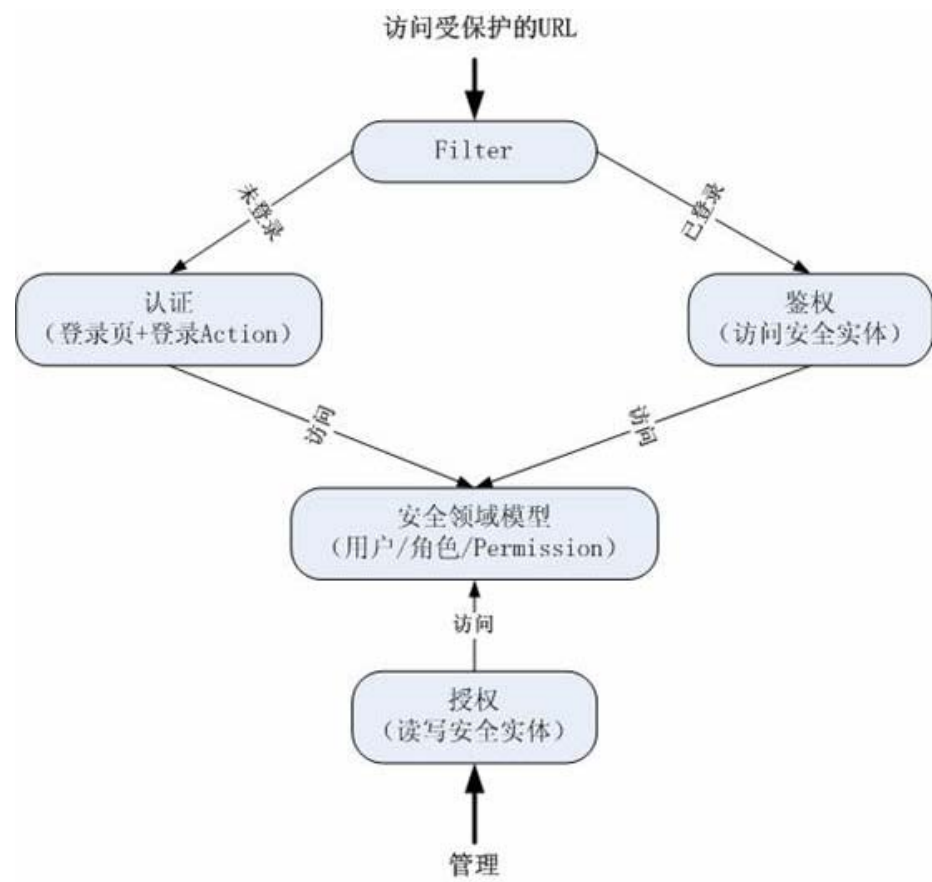 访问受保护的URL
Filter
未登录
已登录
认证
（登录页+登录Action）
鉴权
（访问安全实体）
访问
访问
安全领域模型
（用户/角色/Permission）
访问
授权
（读写安全实体）
管理